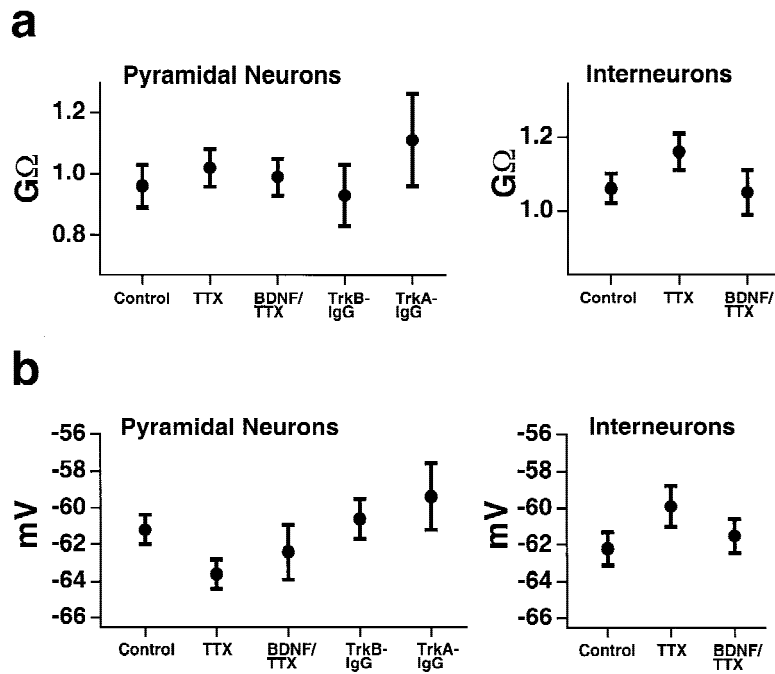 a
Pyramidal Neurons
GΩ
1.2
1.0
0.8
Control
TTX
BDNF/
TTX
TrkB-
IgG
TrkA-
IgG
Interneurons
GΩ
1.2
1.0
Control
TTX
BDNF/
TTX
b
Pyramidal Neurons
mV
-56
-58
-60
-62
-64
-66
Control
TTX
BDNF/
TTX
TrkB-
IgG
TrkA-
IgG
Interneurons
mV
-56
-58
-60
-62
-64
-66
Control
TTX
BDNF/
TTX